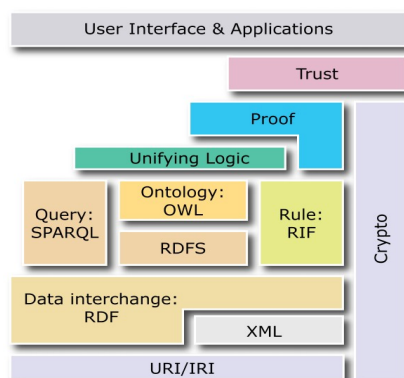 User Interface & Applications
Trust
Proof
Unifying Logic
Query:
SPARQL
Ontology:
OWL
RDFS
Rule:
RIF
Crypto
Data interchange:
RDF
XML
URI/IRI